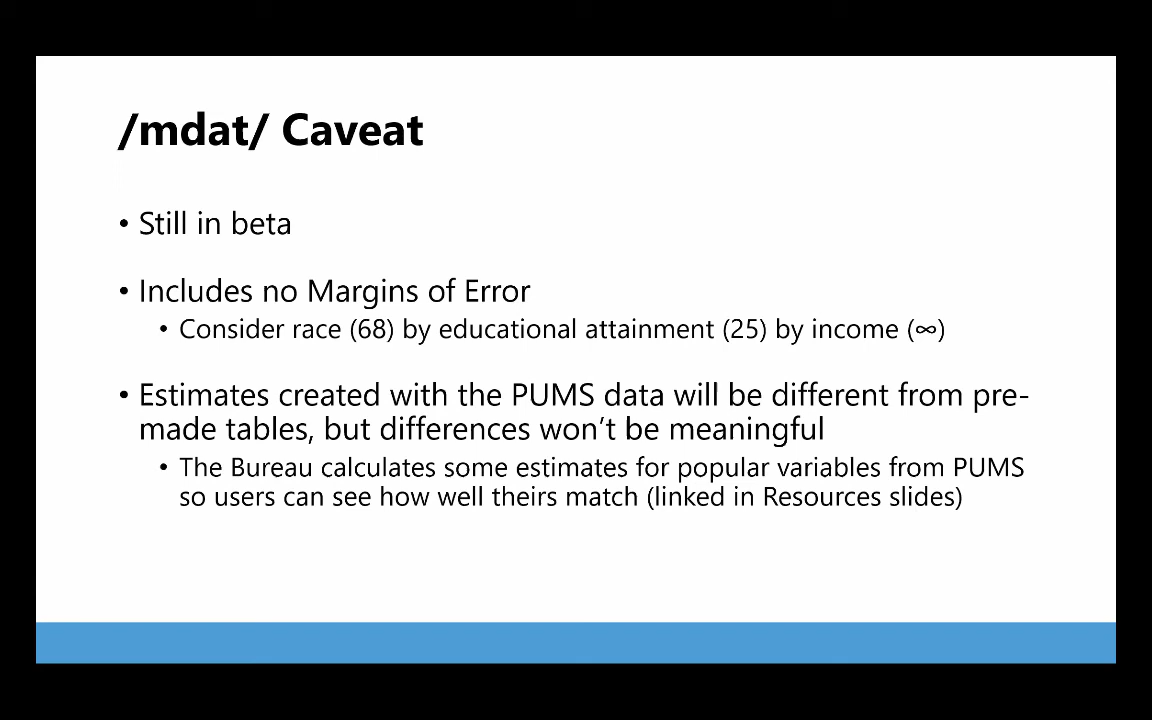 /mdat/ Caveat
• Still in beta
• Includes no Margins of Error
• Consider race (68) by educational attainment (25) by income (∞)
• Estimates created with the PUMS data will be different from pre-
made tables, but differences won’t be meaningful
• The Bureau calculates some estimates for popular variables from PUMS
so users can see how well theirs match (linked in Resources slides)